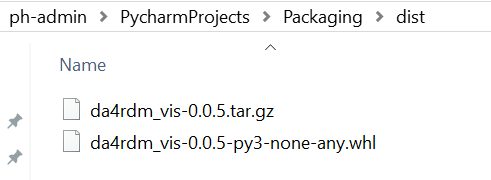 ph-admin > PycharmProjects > Packaging > dist
Name
da4rdm_vis-0.0.5.tar.gz
da4rdm_vis-0.0.5-py3-none-any.whl